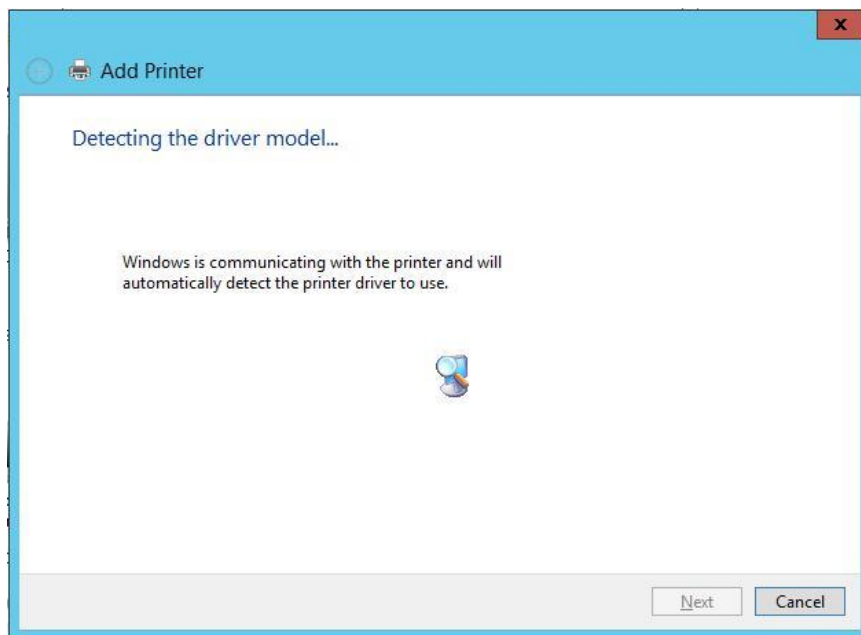 x
Add Printer
Detecting the driver model...
Windows is communicating with the printer and will
automatically detect the printer driver to use.
Next
Cancel